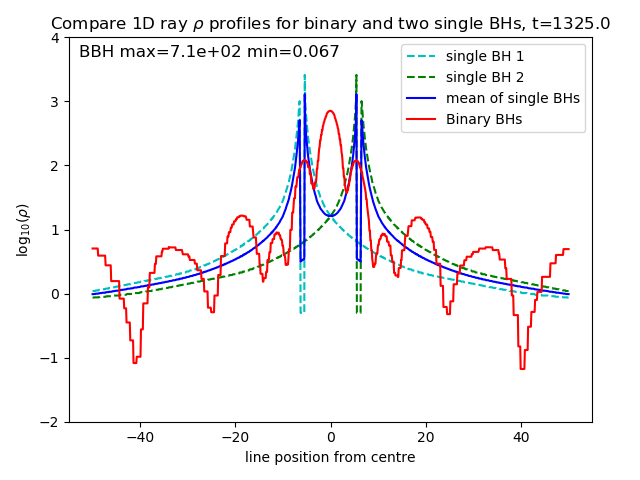 Compare 1D ray ρ profiles for binary and two single BHs, t=1325.0
BBH max=7.1e+02 min=0.067
single BH 1
single BH 2
mean of single BHs
Binary BHs
log₁₀(ρ)
4
3
2
1
0
−1
−2
−40 −20 0 20 40
line position from centre